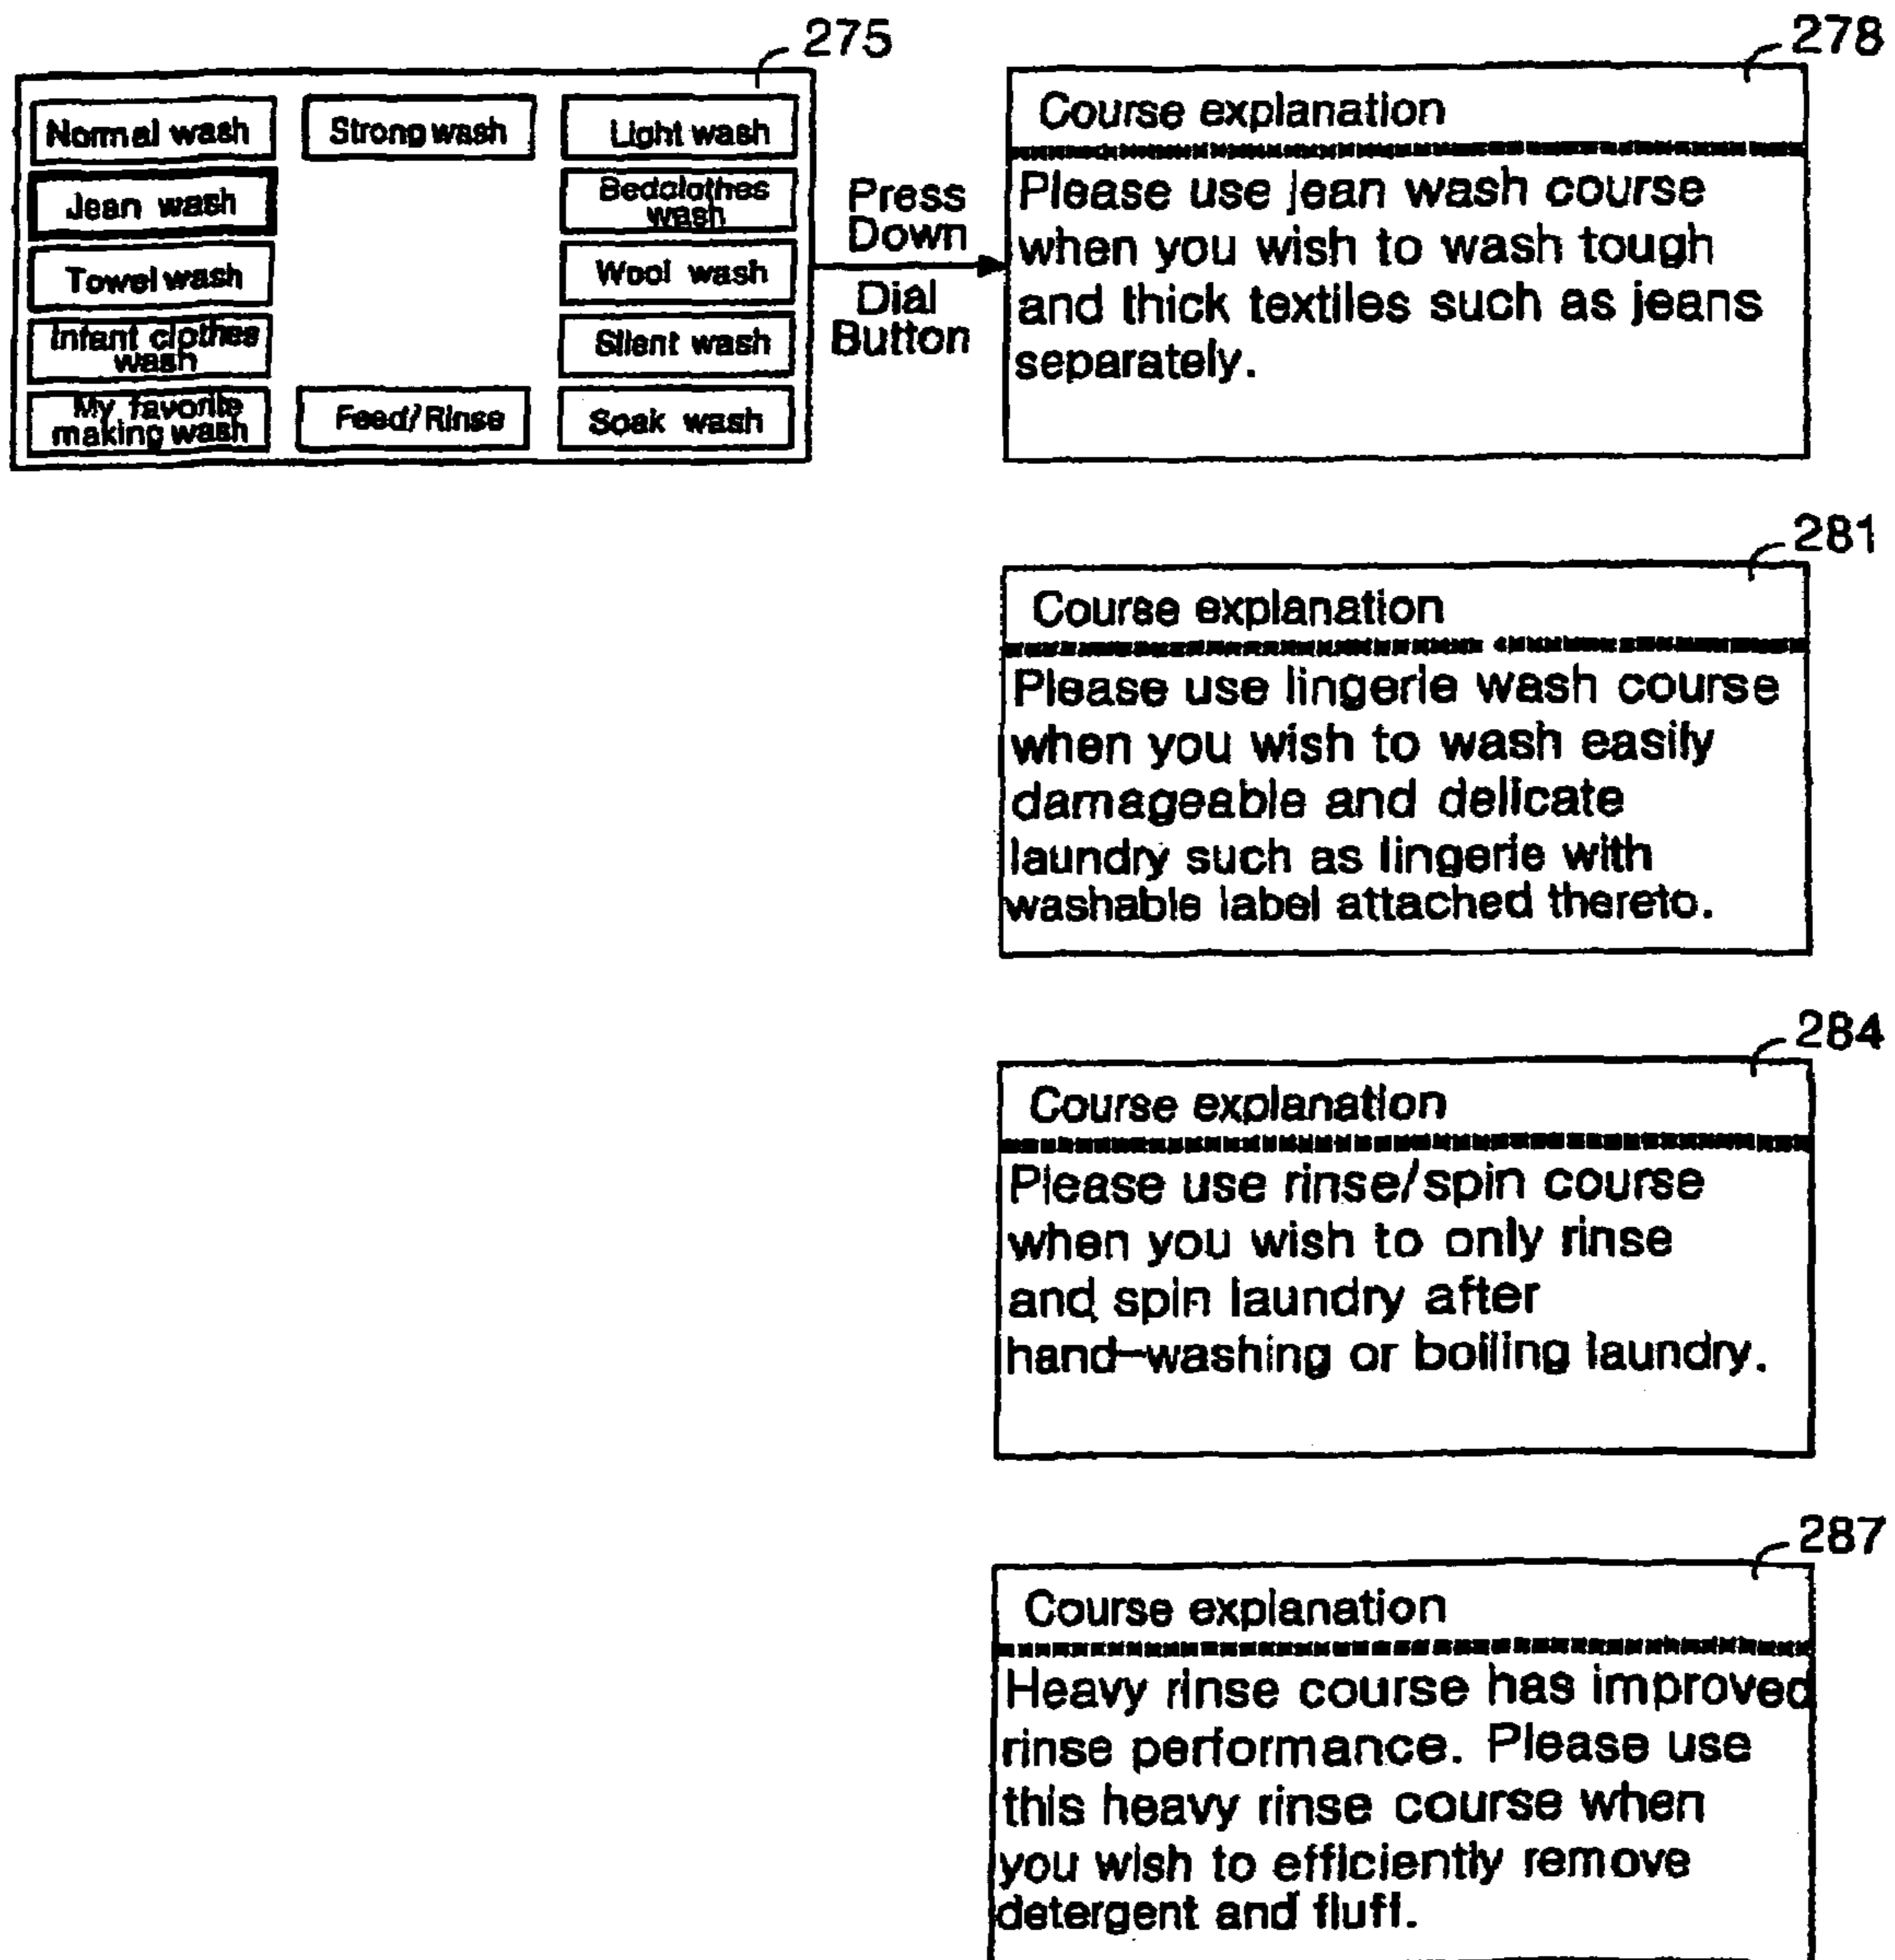 275
Normal wash
Strong wash
Light wash
Jean wash
Bedclothes
wash
Towel wash
Wool wash
Infant clothes
wash
Silent wash
My favorite
making wash
Feed/Rinse
Soak wash
Press
Down
Dial
Button
278
Course explanation
Please use jean wash course
when you wish to wash tough
and thick textiles such as jeans
separately.
281
Course explanation
Please use lingerie wash course
when you wish to wash easily
damageable and delicate
laundry such as lingerie with
washable label attached thereto.
284
Course explanation
Please use rinse/spin course
when you wish to only rinse
and spin laundry after
hand-washing or boiling laundry.
287
Course explanation
Heavy rinse course has improved
rinse performance. Please use
this heavy rinse course when
you wish to efficiently remove
detergent and fluff.